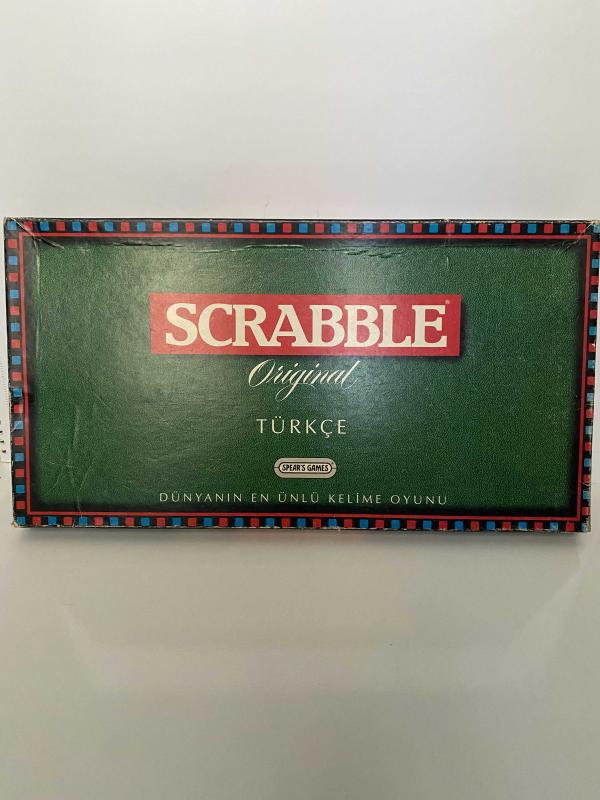 SCRABBLE®
Original
TÜRKÇE
SPEAR'S GAMES
DÜNYANIN EN ÜNLÜ KELİME OYUNU